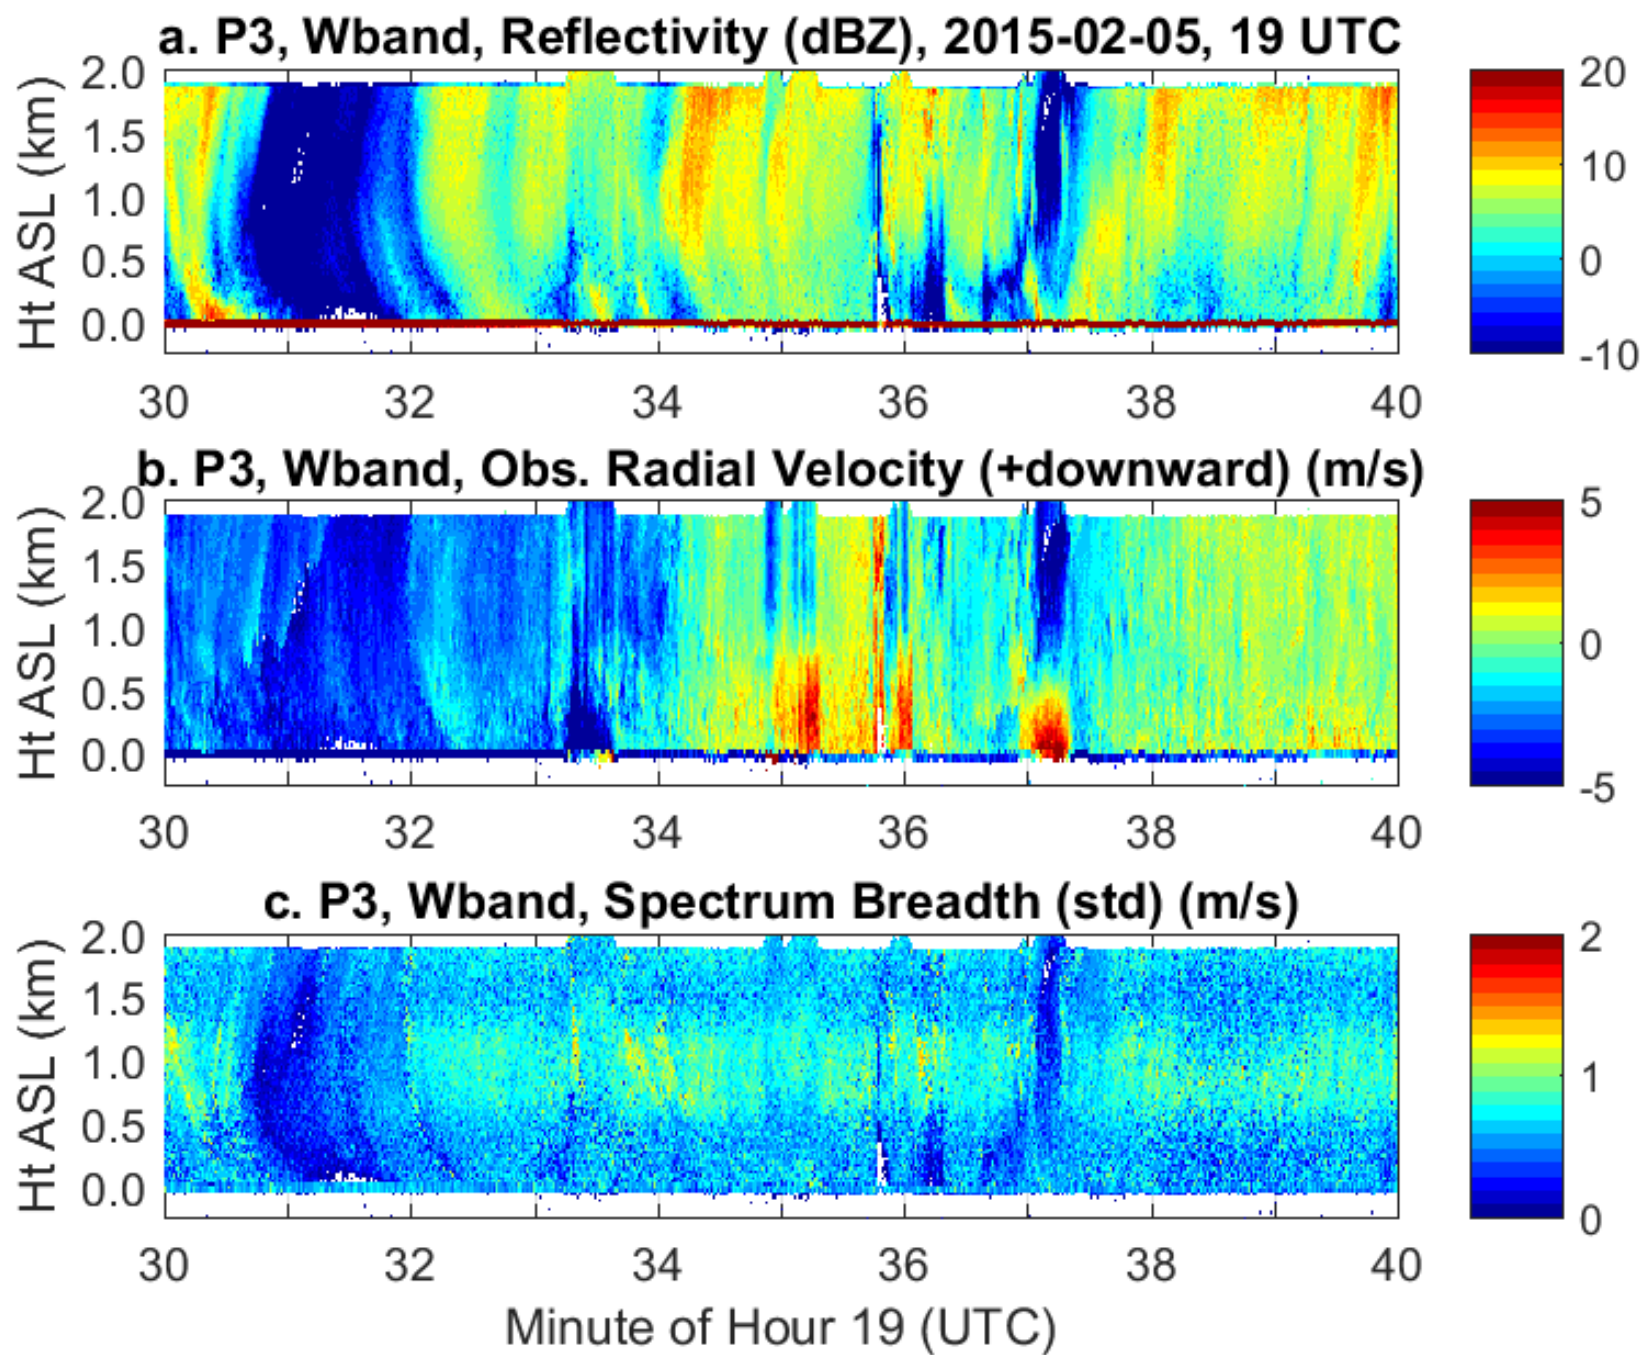 a. P3, Wband, Reflectivity (dBZ), 2015-02-05, 19 UTC
Ht ASL (km)
2.0
1.5
1.0
0.5
0.0
30 32 34 36 38 40
20
10
0
-10
b. P3, Wband, Obs. Radial Velocity (+downward) (m/s)
Ht ASL (km)
2.0
1.5
1.0
0.5
0.0
30 32 34 36 38 40
5
0
-5
c. P3, Wband, Spectrum Breadth (std) (m/s)
Ht ASL (km)
2.0
1.5
1.0
0.5
0.0
30 32 34 36 38 40
2
1
0
Minute of Hour 19 (UTC)